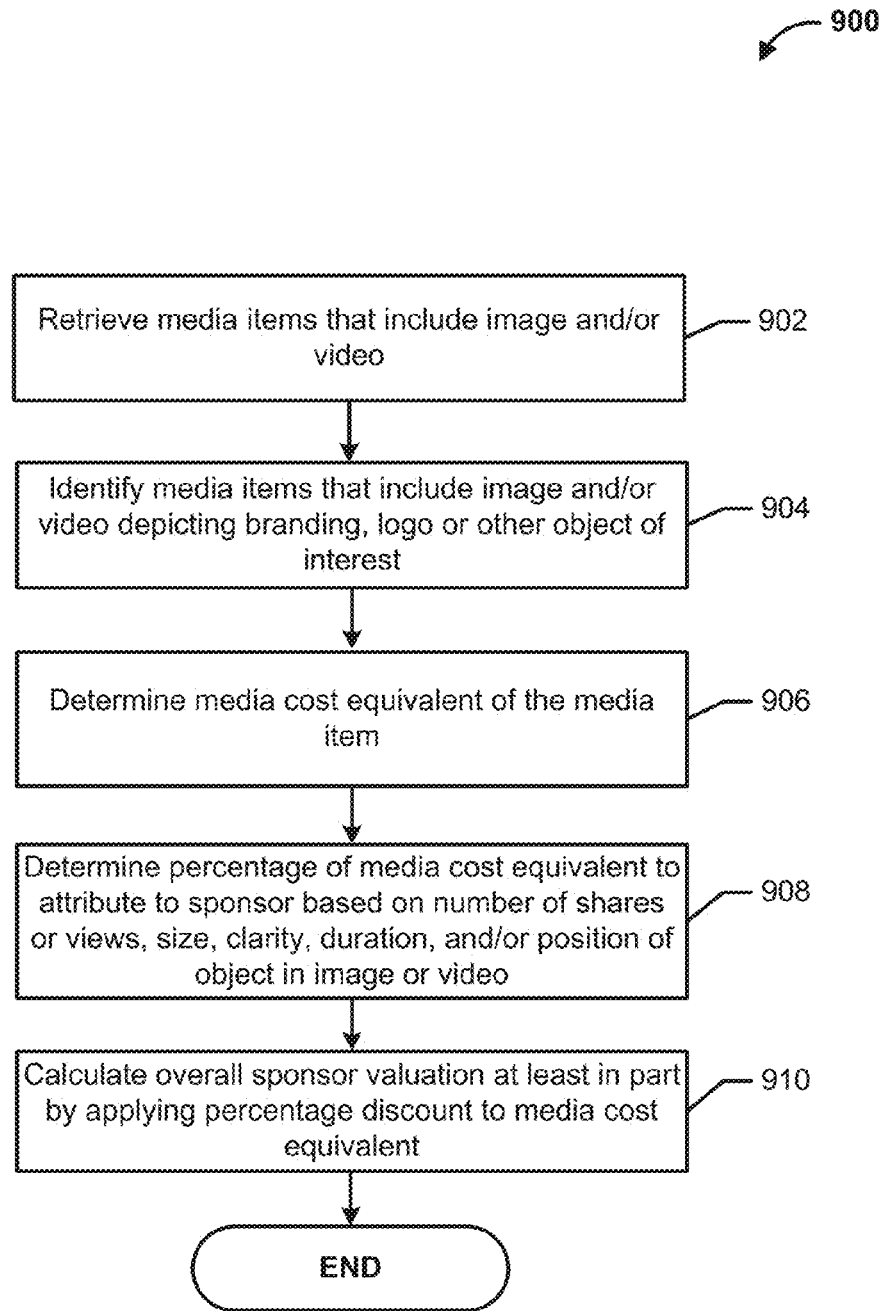 900
Retrieve media items that include image and/or
video
902
Identify media items that include image and/or
video depicting branding, logo or other object of
interest
904
Determine media cost equivalent of the media
item
906
Determine percentage of media cost equivalent to
attribute to sponsor based on number of shares
or views, size, clarity, duration, and/or position of
object in image or video
908
Calculate overall sponsor valuation at least in part
by applying percentage discount to media cost
equivalent
910
END